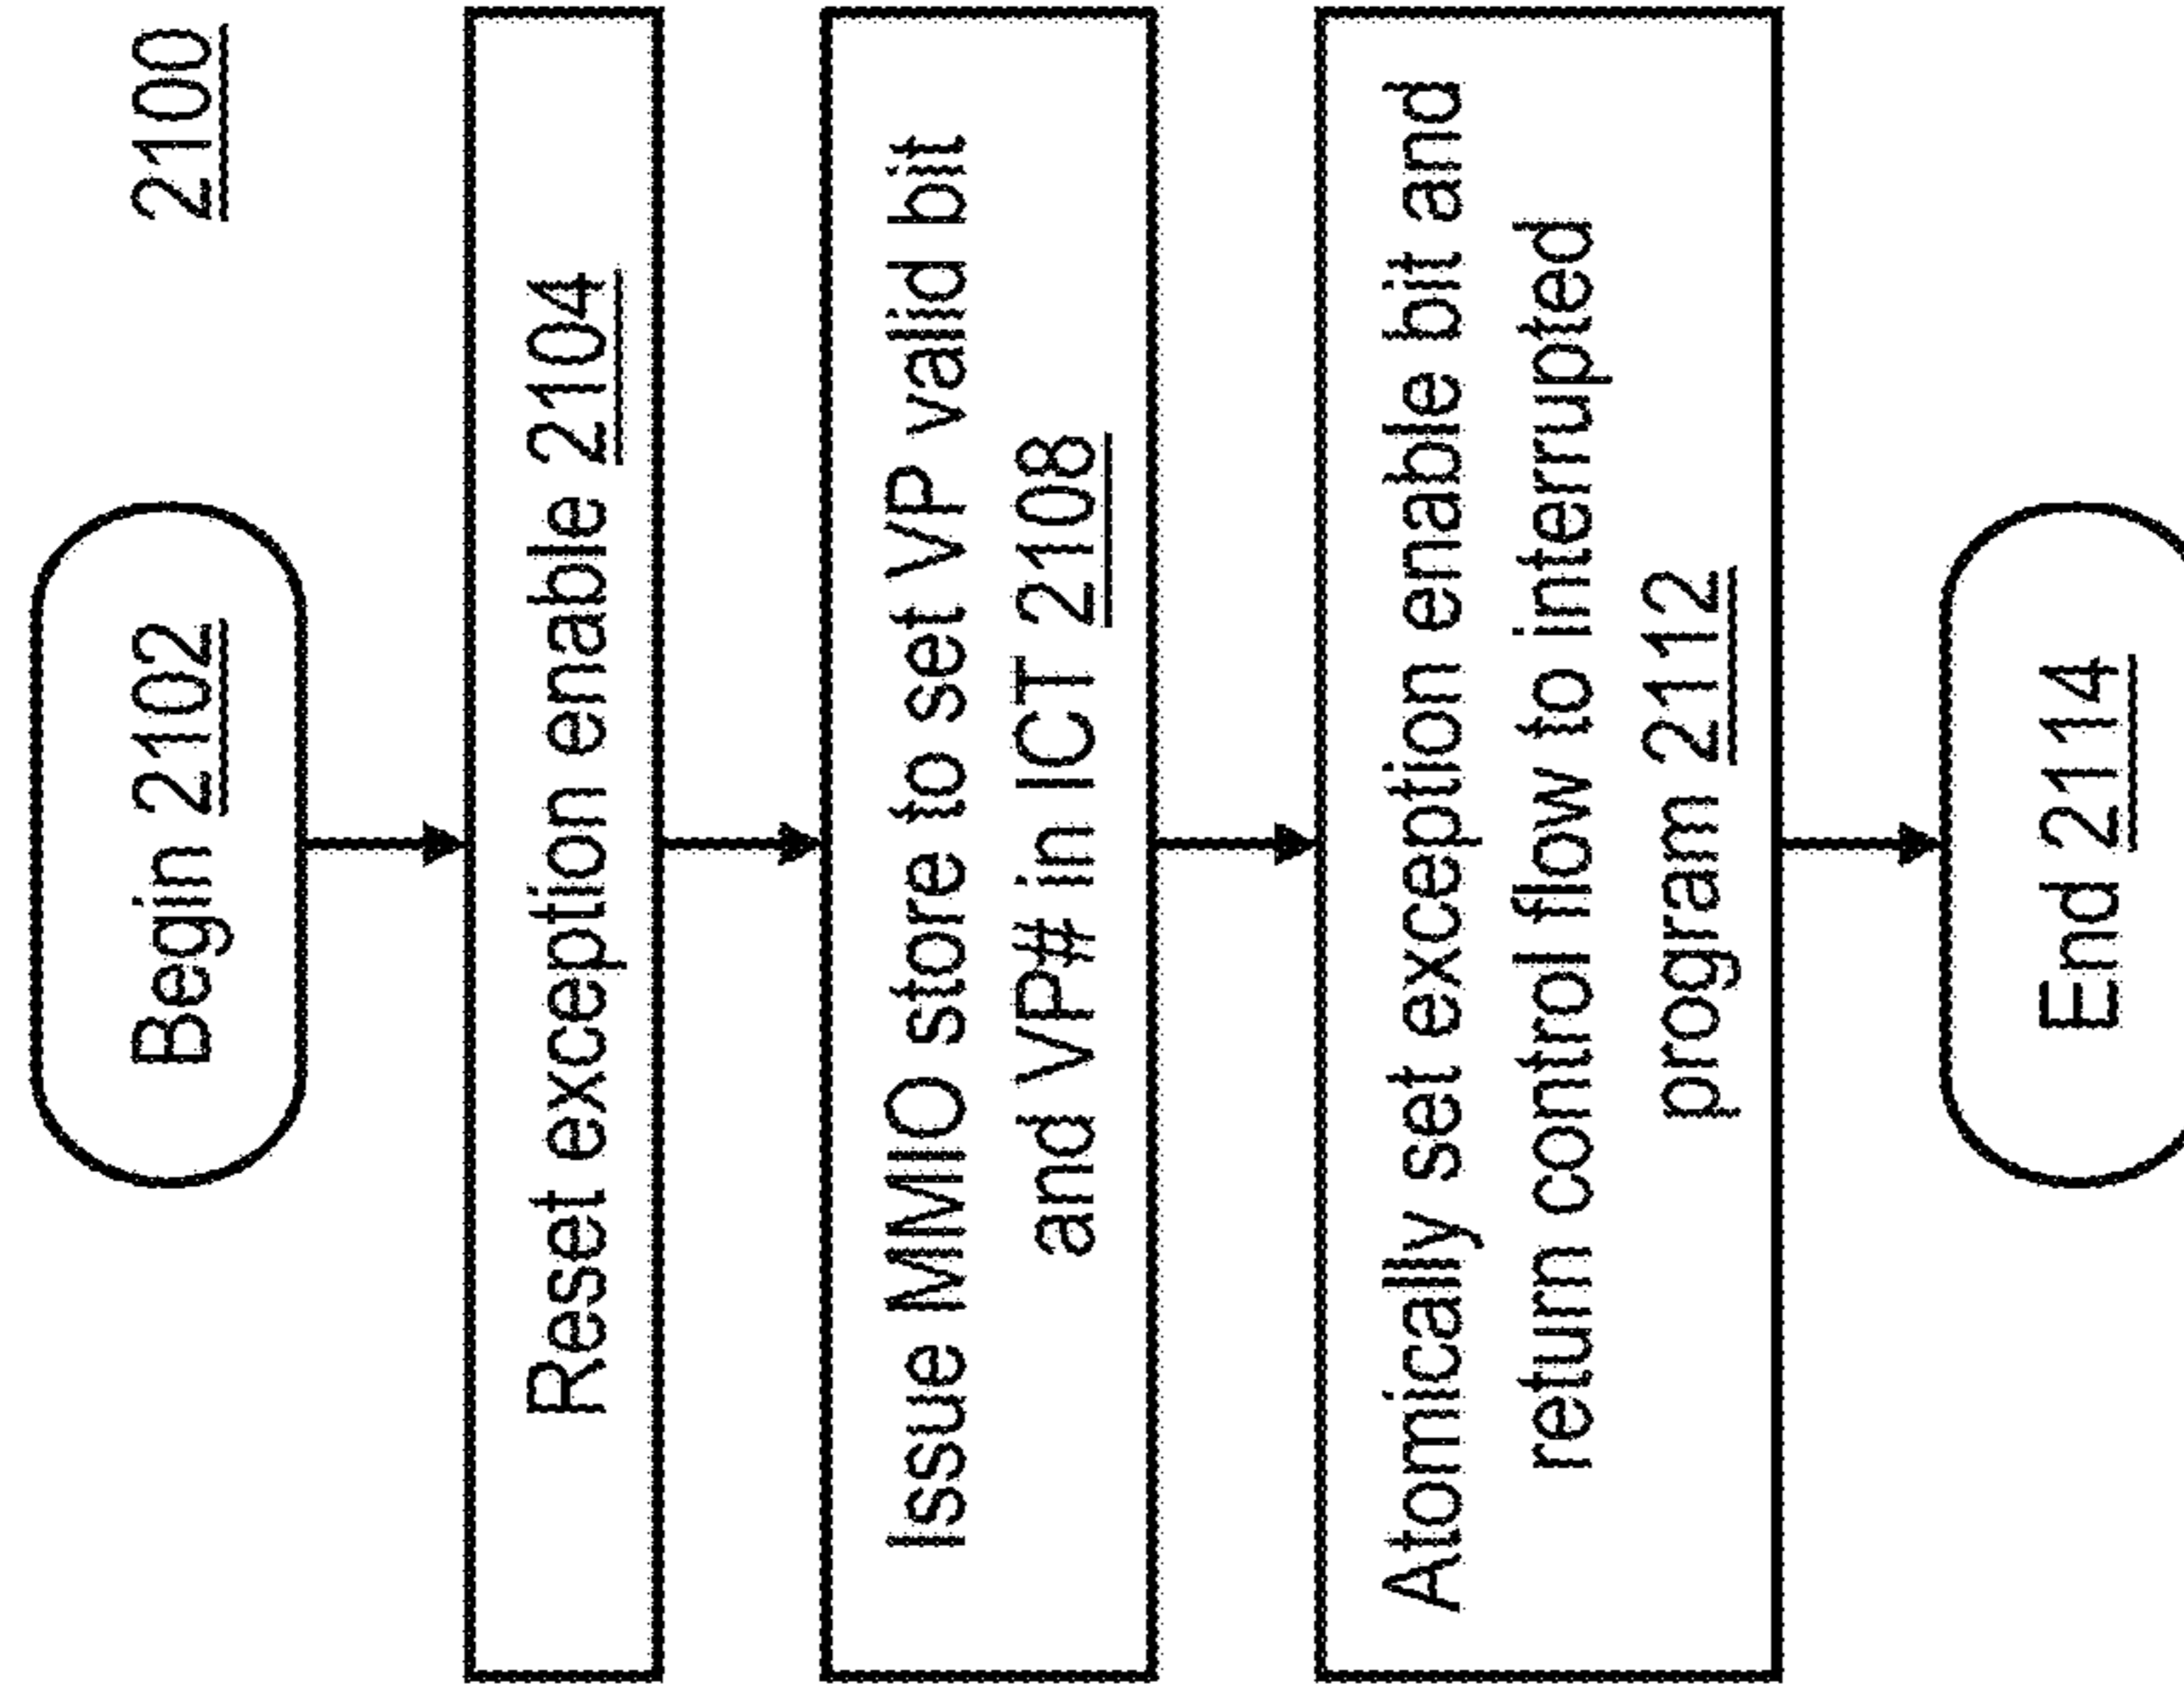 2100
Begin 2102
Reset exception enable 2104
Issue MMIO store to set VP valid bit
and VP# in ICT 2108
Atomically set exception enable bit and
return control flow to interrupted
program 2112
End 2114